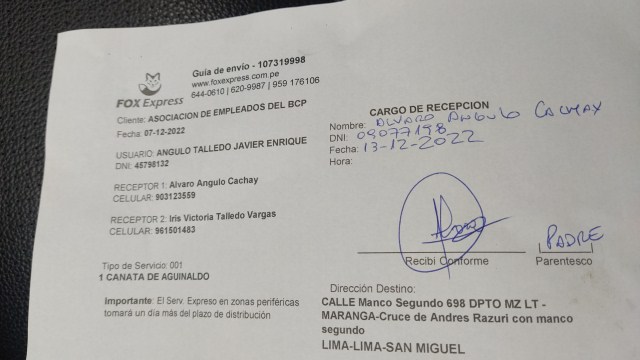 FOX Express
Guía de envío - 107319998
www.foxexpress.com.pe
644-0610 | 620-9987 | 959 176106
Cliente: ASOCIACION DE EMPLEADOS DEL BCP
Fecha: 07-12-2022
USUARIO: ANGULO TALLEDO JAVIER ENRIQUE
DNI: 45798132
RECEPTOR 1: Alvaro Angulo Cachay
CELULAR: 903123559
RECEPTOR 2: Iris Victoria Talledo Vargas
CELULAR: 961501483
Tipo de Servicio: 001
1 CANATA DE AGUINALDO
Importante: El Serv. Expreso en zonas periféricas
tomará un día más del plazo de distribución
CARGO DE RECEPCION
Nombre: ALVARO ANGULO CACHAY
DNI: 09077198
Fecha: 13-12-2022
Hora:
PADRE
Recibi Conforme Parentesco
Dirección Destino:
CALLE Manco Segundo 698 DPTO MZ LT -
MARANGA-Cruce de Andres Razuri con manco
segundo
LIMA-LIMA-SAN MIGUEL